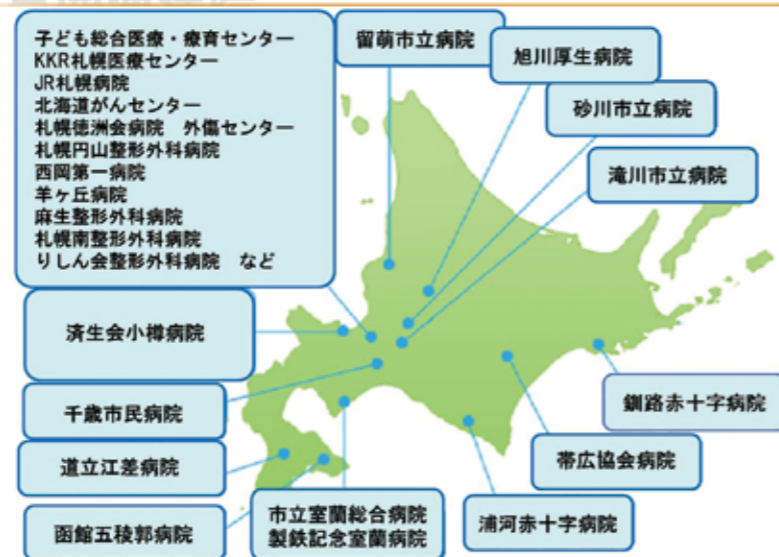 子ども総合医療・療育センター
KKR札幌医療センター
JR札幌病院
北海道がんセンター
札幌徳洲会病院　外傷センター
札幌円山整形外科病院
西岡第一病院
羊ヶ丘病院
麻生整形外科病院
札幌南整形外科病院
りしん会整形外科病院　など
留萌市立病院
旭川厚生病院
砂川市立病院
滝川市立病院
済生会小樽病院
千歳市民病院
道立江差病院
函館五稜郭病院
市立室蘭総合病院
製鉄記念室蘭病院
浦河赤十字病院
帯広協会病院
釧路赤十字病院